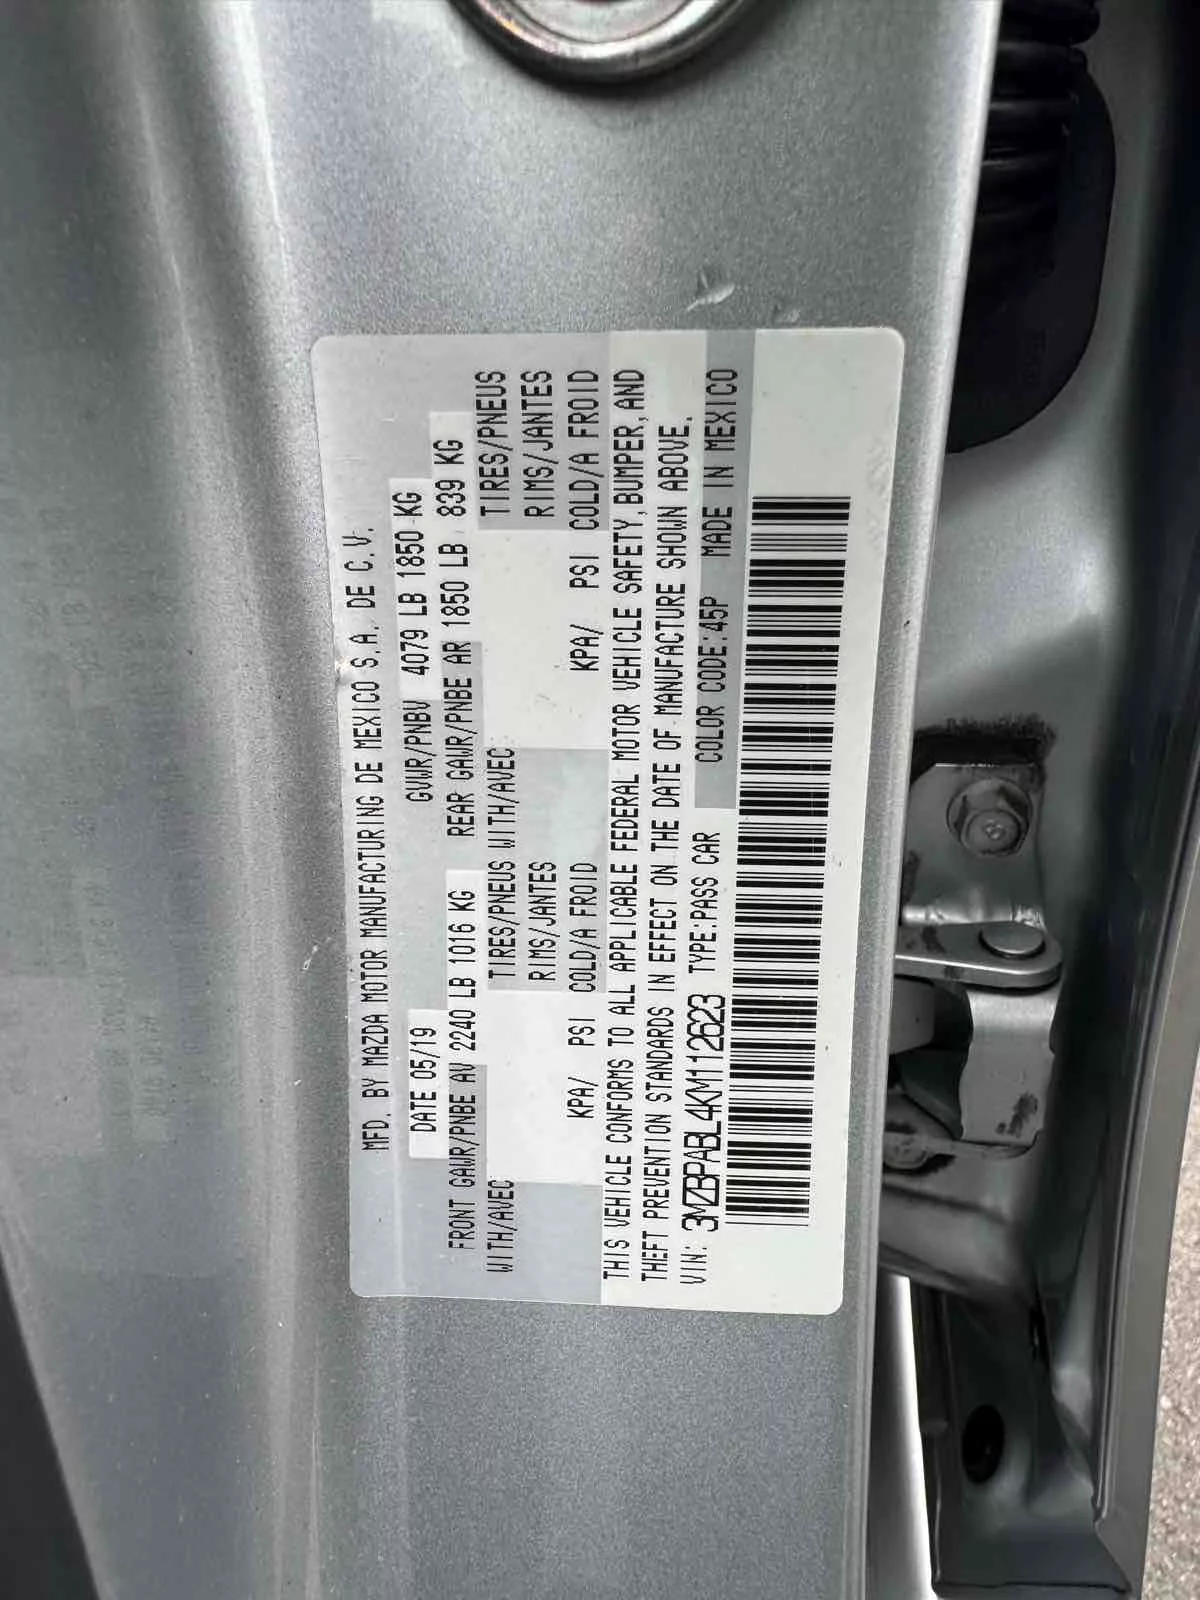 MFD. BY MAZDA MOTOR MANUFACTURING DE MEXICO S.A. DE C.V.
DATE 05/19 GVWR/PNBV 4079 LB 1850 KG
FRONT GAWR/PNBE AV 2240 LB 1016 KG REAR GAWR/PNBE AR 1850 LB 839 KG
WITH/AVEC TIRES/PNEUS WITH/AVEC TIRES/PNEUS
RIMS/JANTES RIMS/JANTES
KPA/ PSI COLD/A FROID KPA/ PSI COLD/A FROID
THIS VEHICLE CONFORMS TO ALL APPLICABLE FEDERAL MOTOR VEHICLE SAFETY, BUMPER, AND
THEFT PREVENTION STANDARDS IN EFFECT ON THE DATE OF MANUFACTURE SHOWN ABOVE.
VIN: 3MZBPABL4KM112623 TYPE:PASS CAR COLOR CODE:45P MADE IN MEXICO
8